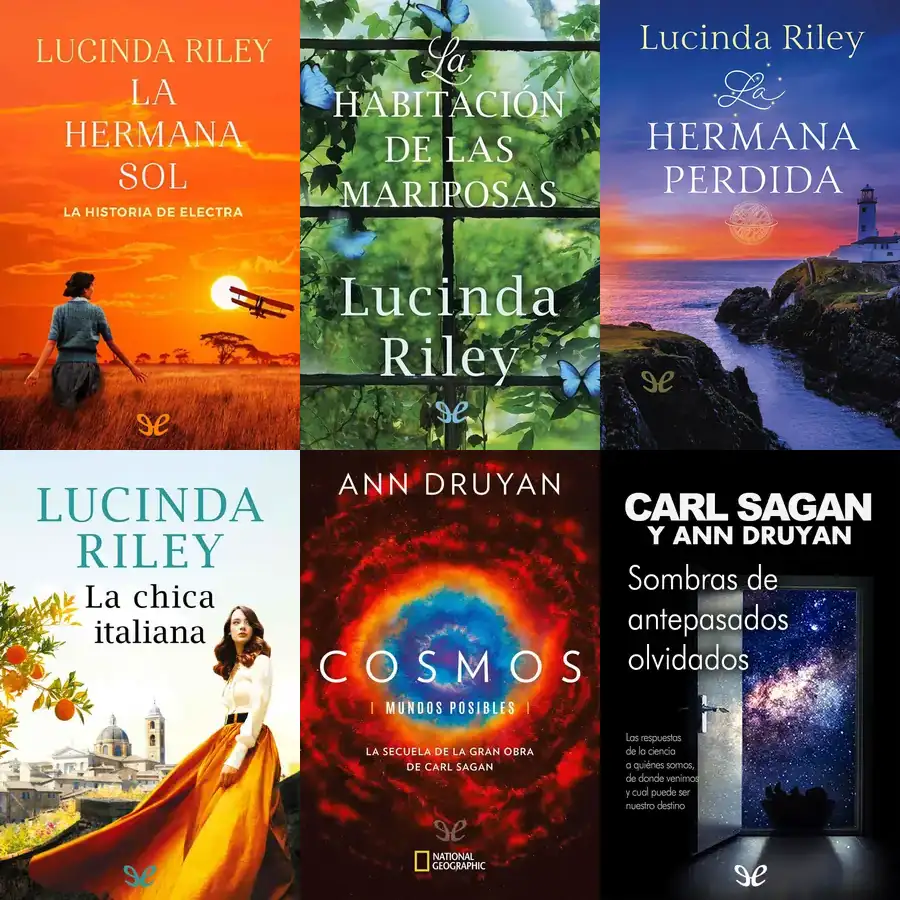 LUCINDA RILEY
LA
HERMANA
SOL
LA HISTORIA DE ELECTRA
La
HABITACIÓN
DE LAS
MARIPOSAS
Lucinda
Riley
Lucinda Riley
La
HERMANA
PERDIDA
LUCINDA
RILEY
La chica
italiana
ANN DRUYAN
COSMOS
MUNDOS POSIBLES
LA SECUELA DE LA GRAN OBRA
DE CARL SAGAN
NATIONAL
GEOGRAPHIC
CARL SAGAN
Y ANN DRUYAN
Sombras de
antepasados
olvidados
Las respuestas
de la ciencia
a quiénes somos,
de donde venimos
y cual puede ser
nuestro destino